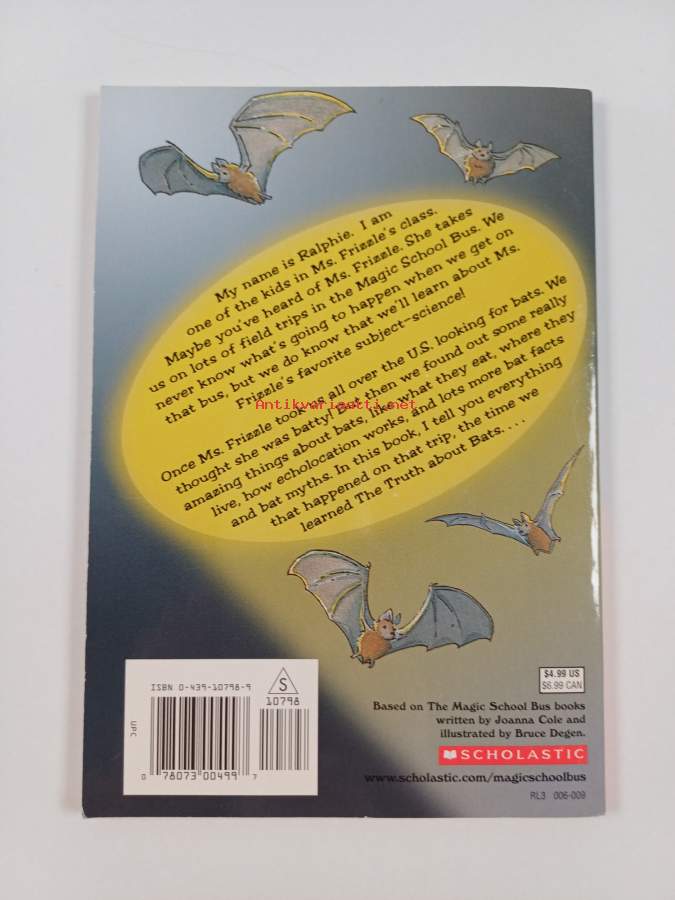 My name is Ralphie. I am
one of the kids in Ms. Frizzle's class.
Maybe you've heard of Ms. Frizzle. She takes
us on lots of field trips in the Magic School Bus. We
never know what's going to happen when we get on
that bus, but we do know that we'll learn about Ms.
Frizzle's favorite subject—science!
Antikvariaatti.net
Once Ms. Frizzle took us all over the U.S. looking for bats. We
thought she was batty! But then we found out some really
amazing things about bats, like what they eat, where they
live, how echolocation works, and lots more bat facts
and bat myths. In this book, I tell you everything
that happened on that trip, the time we
learned The Truth about Bats....
ISBN 0-439-10798-9
S
10798
UPC
0 78073 00499 7
$4.99 US
$6.99 CAN
Based on The Magic School Bus books
written by Joanna Cole and
illustrated by Bruce Degen.
SCHOLASTIC
www.scholastic.com/magicschoolbus
RL3 006-009